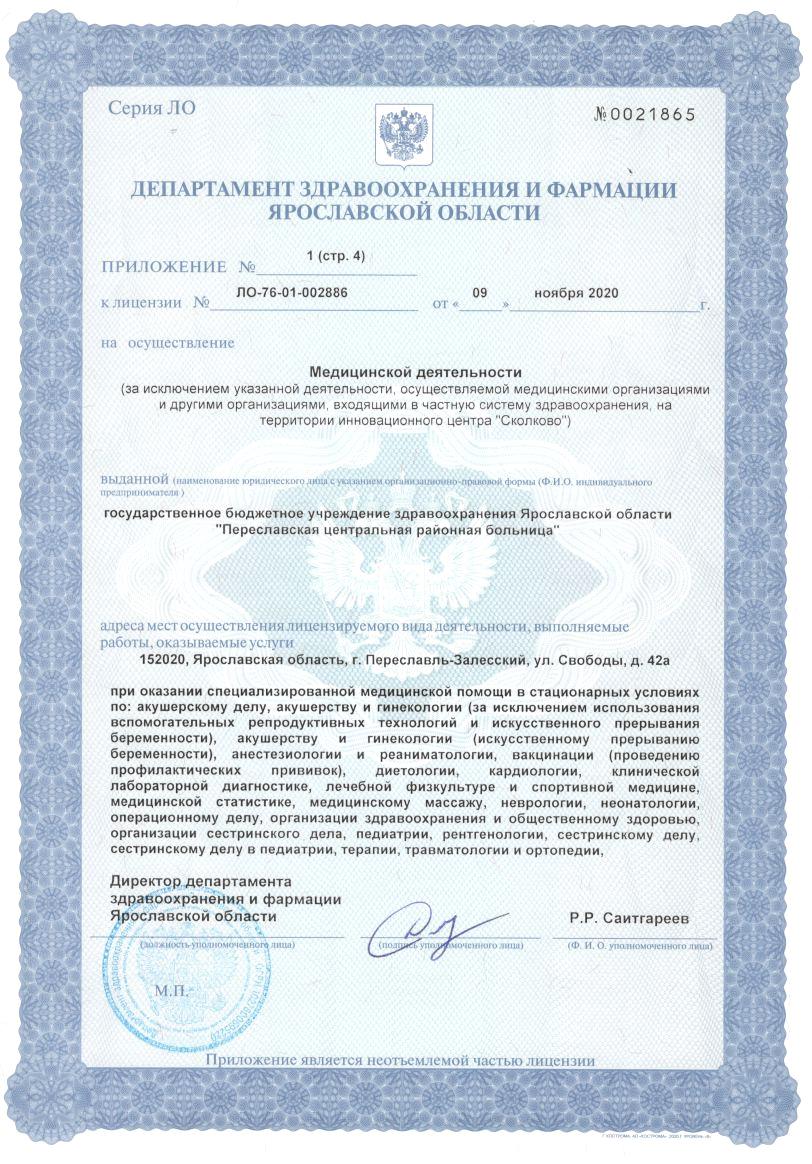 Серия ЛО
№0021865
ДЕПАРТАМЕНТ ЗДРАВООХРАНЕНИЯ И ФАРМАЦИИ
ЯРОСЛАВСКОЙ ОБЛАСТИ
ПРИЛОЖЕНИЕ № 1 (стр. 4)
к лицензии № ЛО-76-01-002886 от « 09 » ноября 2020 г.
на осуществление
Медицинской деятельности
(за исключением указанной деятельности, осуществляемой медицинскими организациями
и другими организациями, входящими в частную систему здравоохранения, на
территории инновационного центра "Сколково")
выданной (наименование юридического лица с указанием организационно-правовой формы (Ф.И.О. индивидуального
предпринимателя )
государственное бюджетное учреждение здравоохранения Ярославской области
"Переславская центральная районная больница"
адреса мест осуществления лицензируемого вида деятельности, выполняемые
работы, оказываемые услуги
152020, Ярославская область, г. Переславль-Залесский, ул. Свободы, д. 42а
при оказании специализированной медицинской помощи в стационарных условиях
по: акушерскому делу, акушерству и гинекологии (за исключением использования
вспомогательных репродуктивных технологий и искусственного прерывания
беременности), акушерству и гинекологии (искусственному прерыванию
беременности), анестезиологии и реаниматологии, вакцинации (проведению
профилактических прививок), диетологии, кардиологии, клинической
лабораторной диагностике, лечебной физкультуре и спортивной медицине,
медицинской статистике, медицинскому массажу, неврологии, неонатологии,
операционному делу, организации здравоохранения и общественному здоровью,
организации сестринского дела, педиатрии, рентгенологии, сестринскому делу,
сестринскому делу в педиатрии, терапии, травматологии и ортопедии,
Директор департамента
здравоохранения и фармации
Ярославской области
Р.Р. Саитгареев
(должность уполномоченного лица)
(подпись уполномоченного лица)
(Ф. И. О. уполномоченного лица)
М.П.
Приложение является неотъемлемой частью лицензии